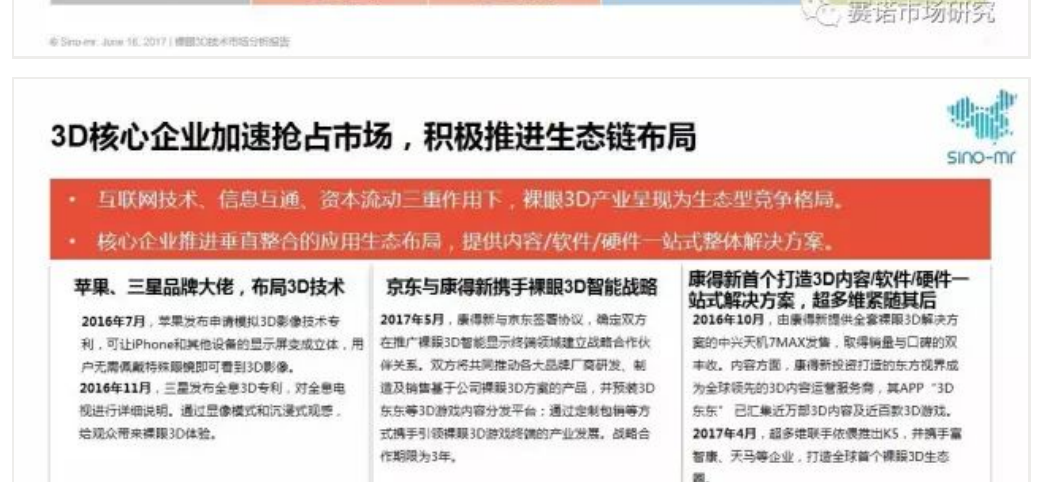 赛诺市场研究
© Sino-mr June 16, 2017 | 裸眼3D技术市场分析报告
3D核心企业加速抢占市场，积极推进生态链布局
sino-mr
• 互联网技术、信息互通、资本流动三重作用下，裸眼3D产业呈现为生态型竞争格局。
• 核心企业推进垂直整合的应用生态布局，提供内容/软件/硬件一站式整体解决方案。
苹果、三星品牌大佬，布局3D技术
2016年7月，苹果发布申请模拟3D影像技术专
利，可让iPhone和其他设备的显示屏变成立体，用
户无需佩戴特殊眼镜即可看到3D影像。
2016年11月，三星发布全息3D专利，对全息电
视进行详细说明。通过显像模式和沉浸式观感，
给观众带来裸眼3D体验。
京东与康得新携手裸眼3D智能战略
2017年5月，康得新与京东签署协议，确定双方
在推广裸眼3D智能显示终端领域建立战略合作伙
伴关系。双方将共同推动各大品牌厂商研发、制
造及销售基于公司裸眼3D方案的产品，并预装3D
东东等3D游戏内容分发平台；通过定制包销等方
式携手引领裸眼3D游戏终端的产业发展。战略合
作期限为3年。
康得新首个打造3D内容/软件/硬件一
站式解决方案，超多维紧随其后
2016年10月，由康得新提供全套裸眼3D解决方
案的中兴天机7MAX发售，取得销量与口碑的双
丰收。内容方面，康得新投资打造的东方视界成
为全球领先的3D内容运营服务商，其APP“3D
东东”已汇集近万部3D内容及近百款3D游戏。
2017年4月，超多维联手依偎推出K5，并携手富
智康、天马等企业，打造全球首个裸眼3D生态
圈。